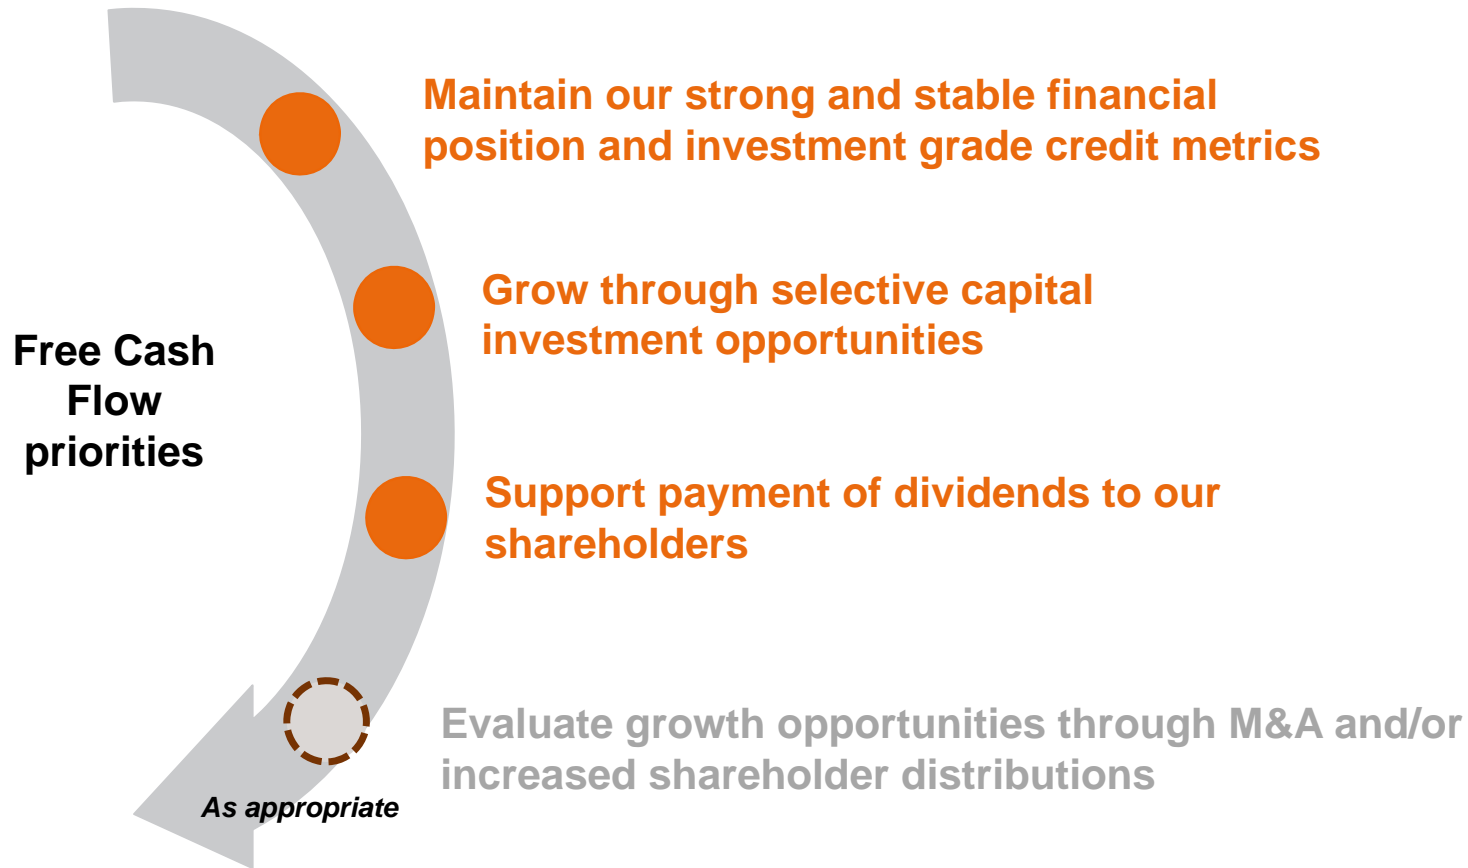 Maintain our strong and stable financial
position and investment grade credit metrics
Grow through selective capital
investment opportunities
Free Cash
Flow
priorities
Support payment of dividends to our
shareholders
Evaluate growth opportunities through M&A and/or
increased shareholder distributions
As appropriate